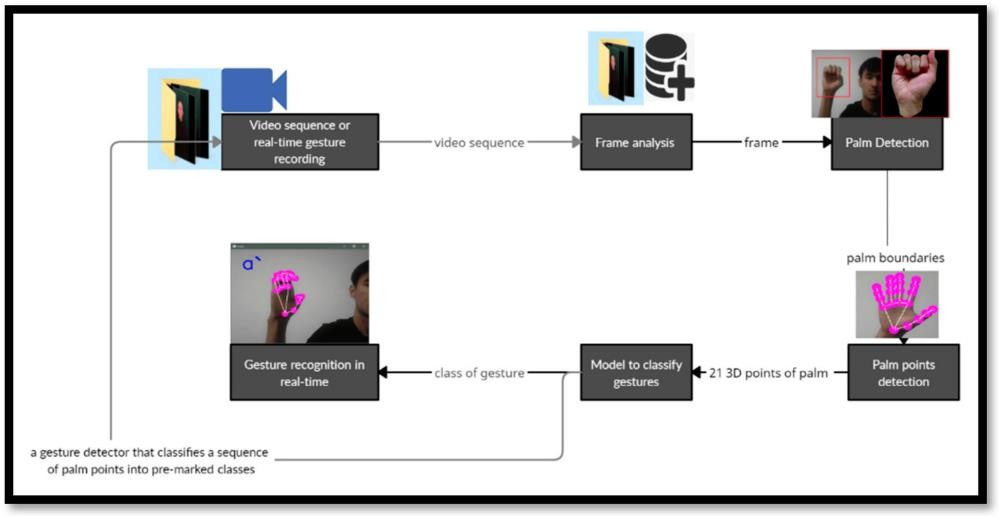 Video sequence or
real-time gesture
recording
video sequence
Frame analysis
frame
Palm Detection
palm boundaries
a`
Gesture recognition in
real-time
class of gesture
Model to classify
gestures
21 3D points of palm
Palm points
detection
a gesture detector that classifies a sequence
of palm points into pre-marked classes